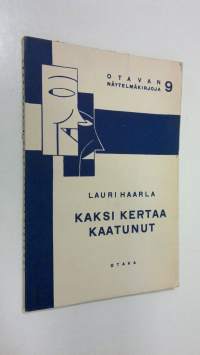 OTAVAN
NÄYTELMÄKIRJOJA 9
LAURI HAARLA
KAKSI KERTAA
KAATUNUT
OTAVA